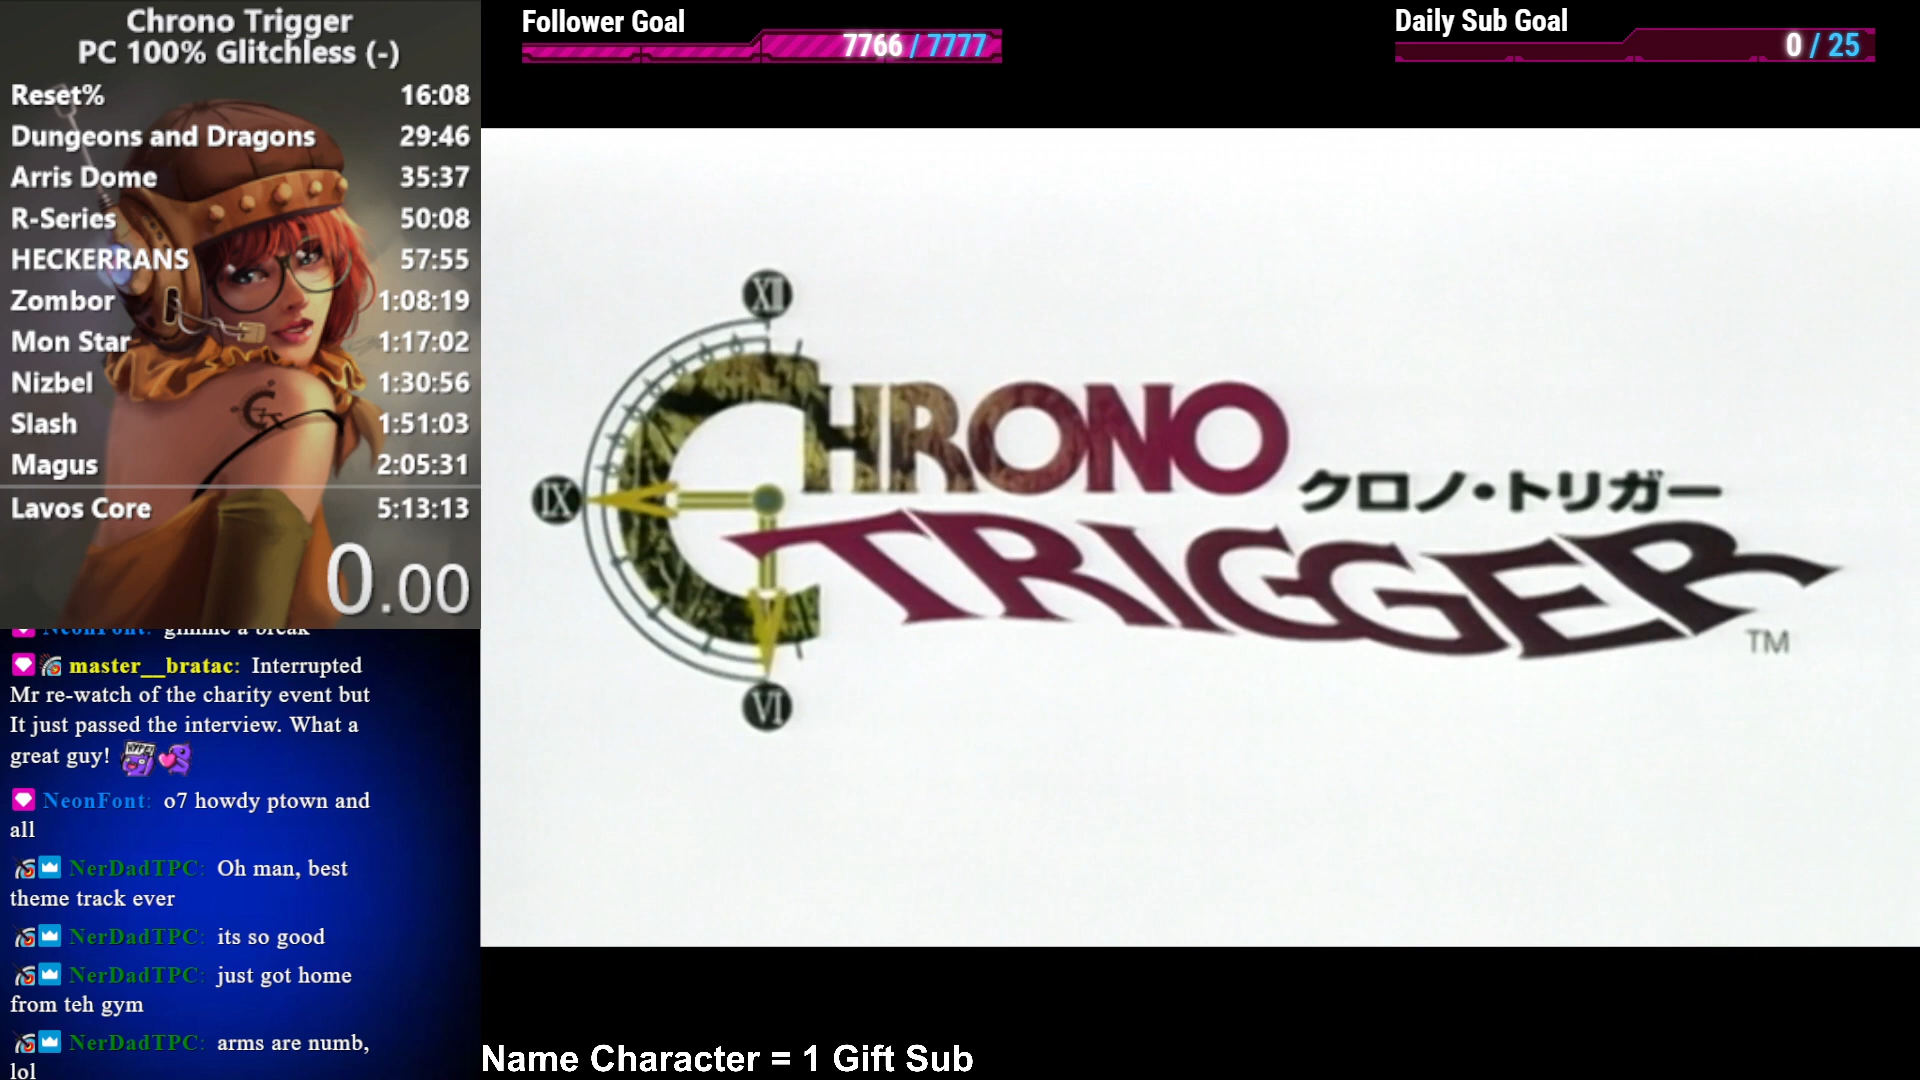 Chrono Trigger
PC 100% Glitchless (-)
Reset% 16:08
Dungeons and Dragons 29:46
Arris Dome 35:37
R-Series 50:08
HECKERRANS 57:55
Zombor 1:08:19
Mon Star 1:17:02
Nizbel 1:30:56
Slash 1:51:03
Magus 2:05:31
Lavos Core 5:13:13
0.00
NeonFont: gimme a break
master__bratac: Interrupted
Mr re-watch of the charity event but
It just passed the interview. What a
great guy! HYPE!
NeonFont: o7 howdy ptown and
all
NerDadTPC: Oh man, best
theme track ever
NerDadTPC: its so good
NerDadTPC: just got home
from teh gym
NerDadTPC: arms are numb,
lol
Follower Goal
7766 / 7777
Daily Sub Goal
0 / 25
XII
IX
VI
CHRONO
クロノ・トリガー
TRIGGER
TM
Name Character = 1 Gift Sub